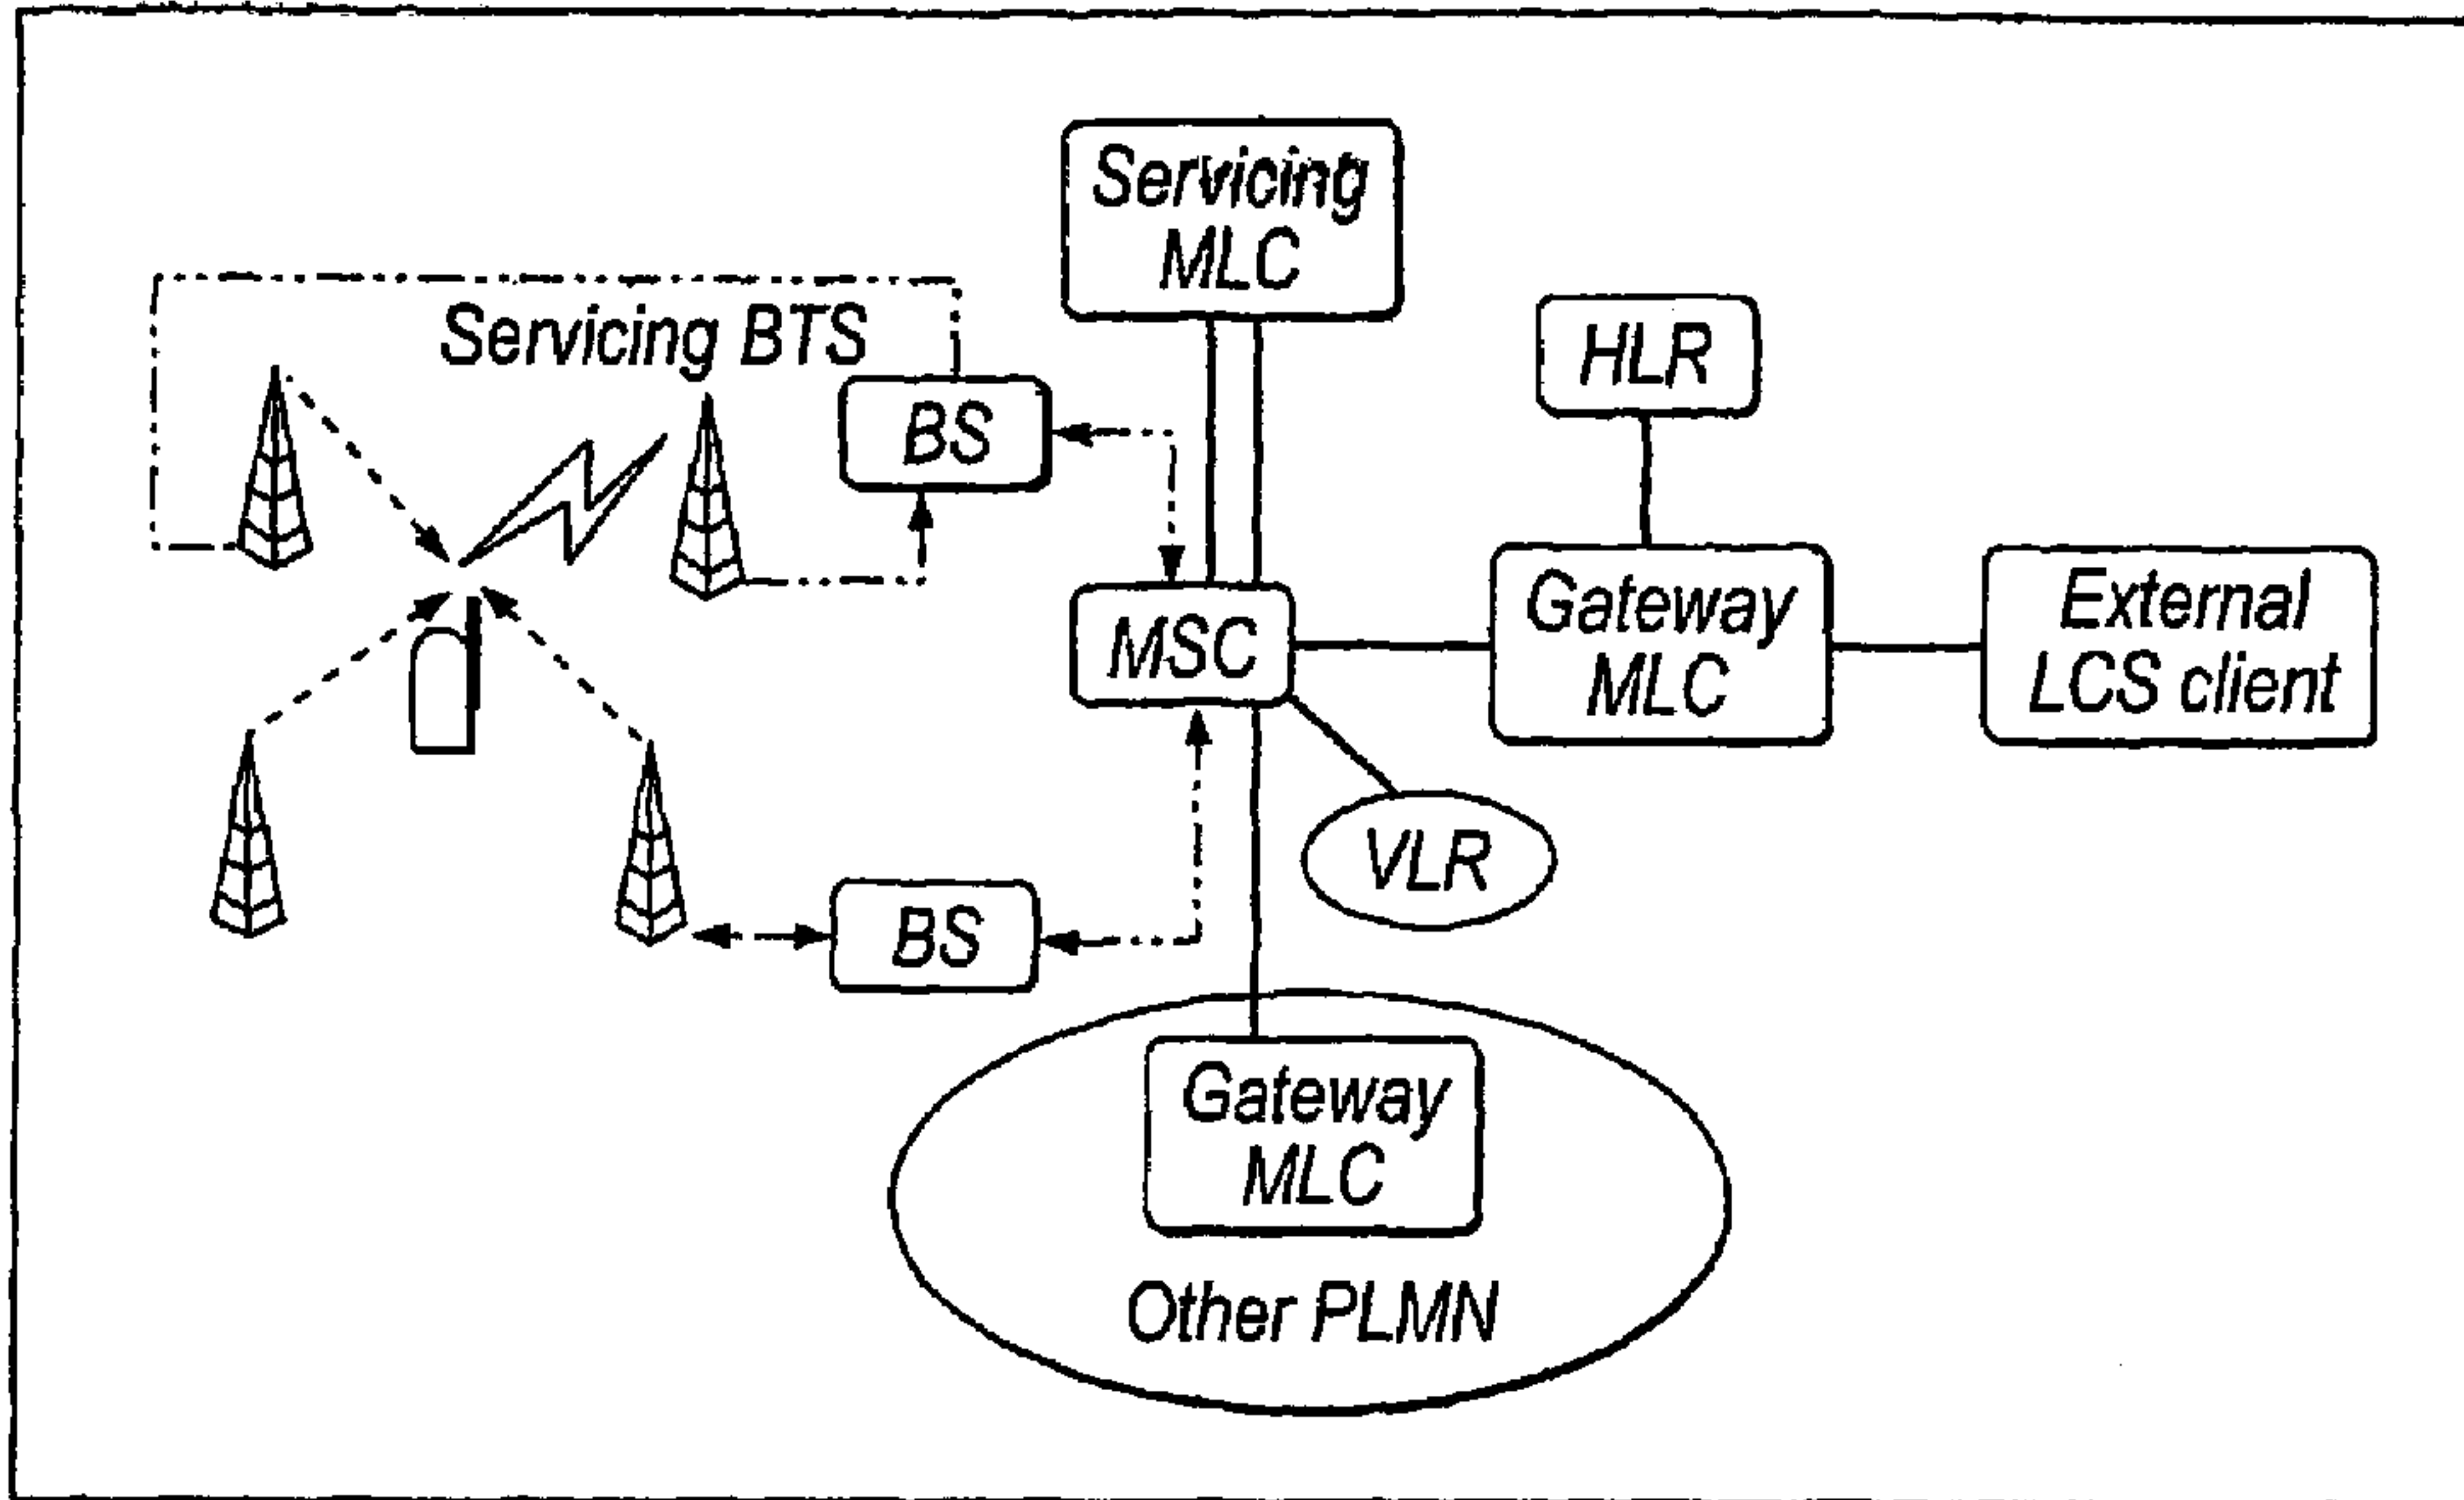 Servicing
MLC
Servicing BTS
HLR
BS
Gateway
MLC
External
LCS client
MSC
VLR
BS
Gateway
MLC
Other PLMN